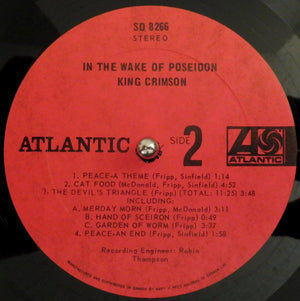 SD 8266
STEREO
IN THE WAKE OF POSEIDON
KING CRIMSON
ATLANTIC
SIDE 2
ATLANTIC
1. PEACE-A THEME (Fripp, Sinfield) 1:14
2. CAT FOOD (McDonald, Fripp, Sinfield) 4:52
3. THE DEVIL'S TRIANGLE (Fripp) (TOTAL: 11:25) 3:48
INCLUDING:
A. MERDAY MORN (Fripp, McDonald) 3:11
B. HAND OF SCEIRON (Fripp) 0:49
C. GARDEN OF WORM (Fripp) 3:37
4. PEACE-AN END (Fripp, Sinfield) 1:58
Recording Engineer: Robin
Thompson